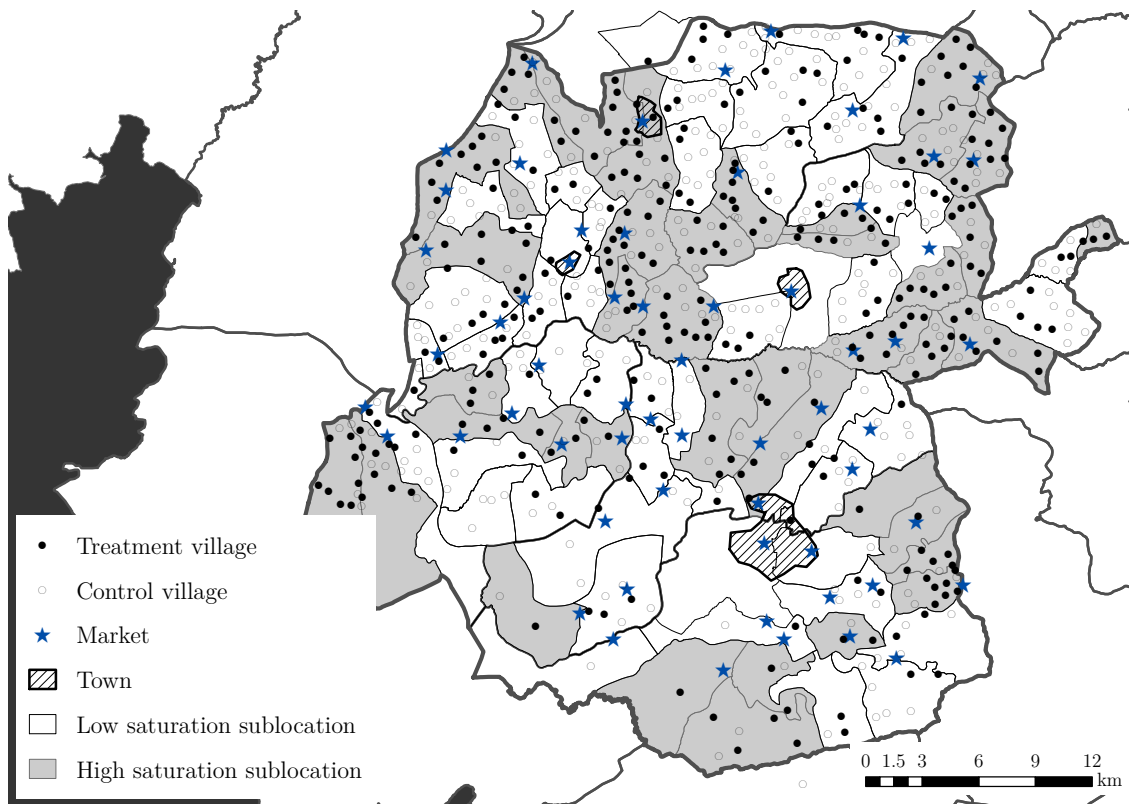 Treatment village
Control village
Market
Town
Low saturation sublocation
High saturation sublocation
0 1.5 3 6 9 12
km